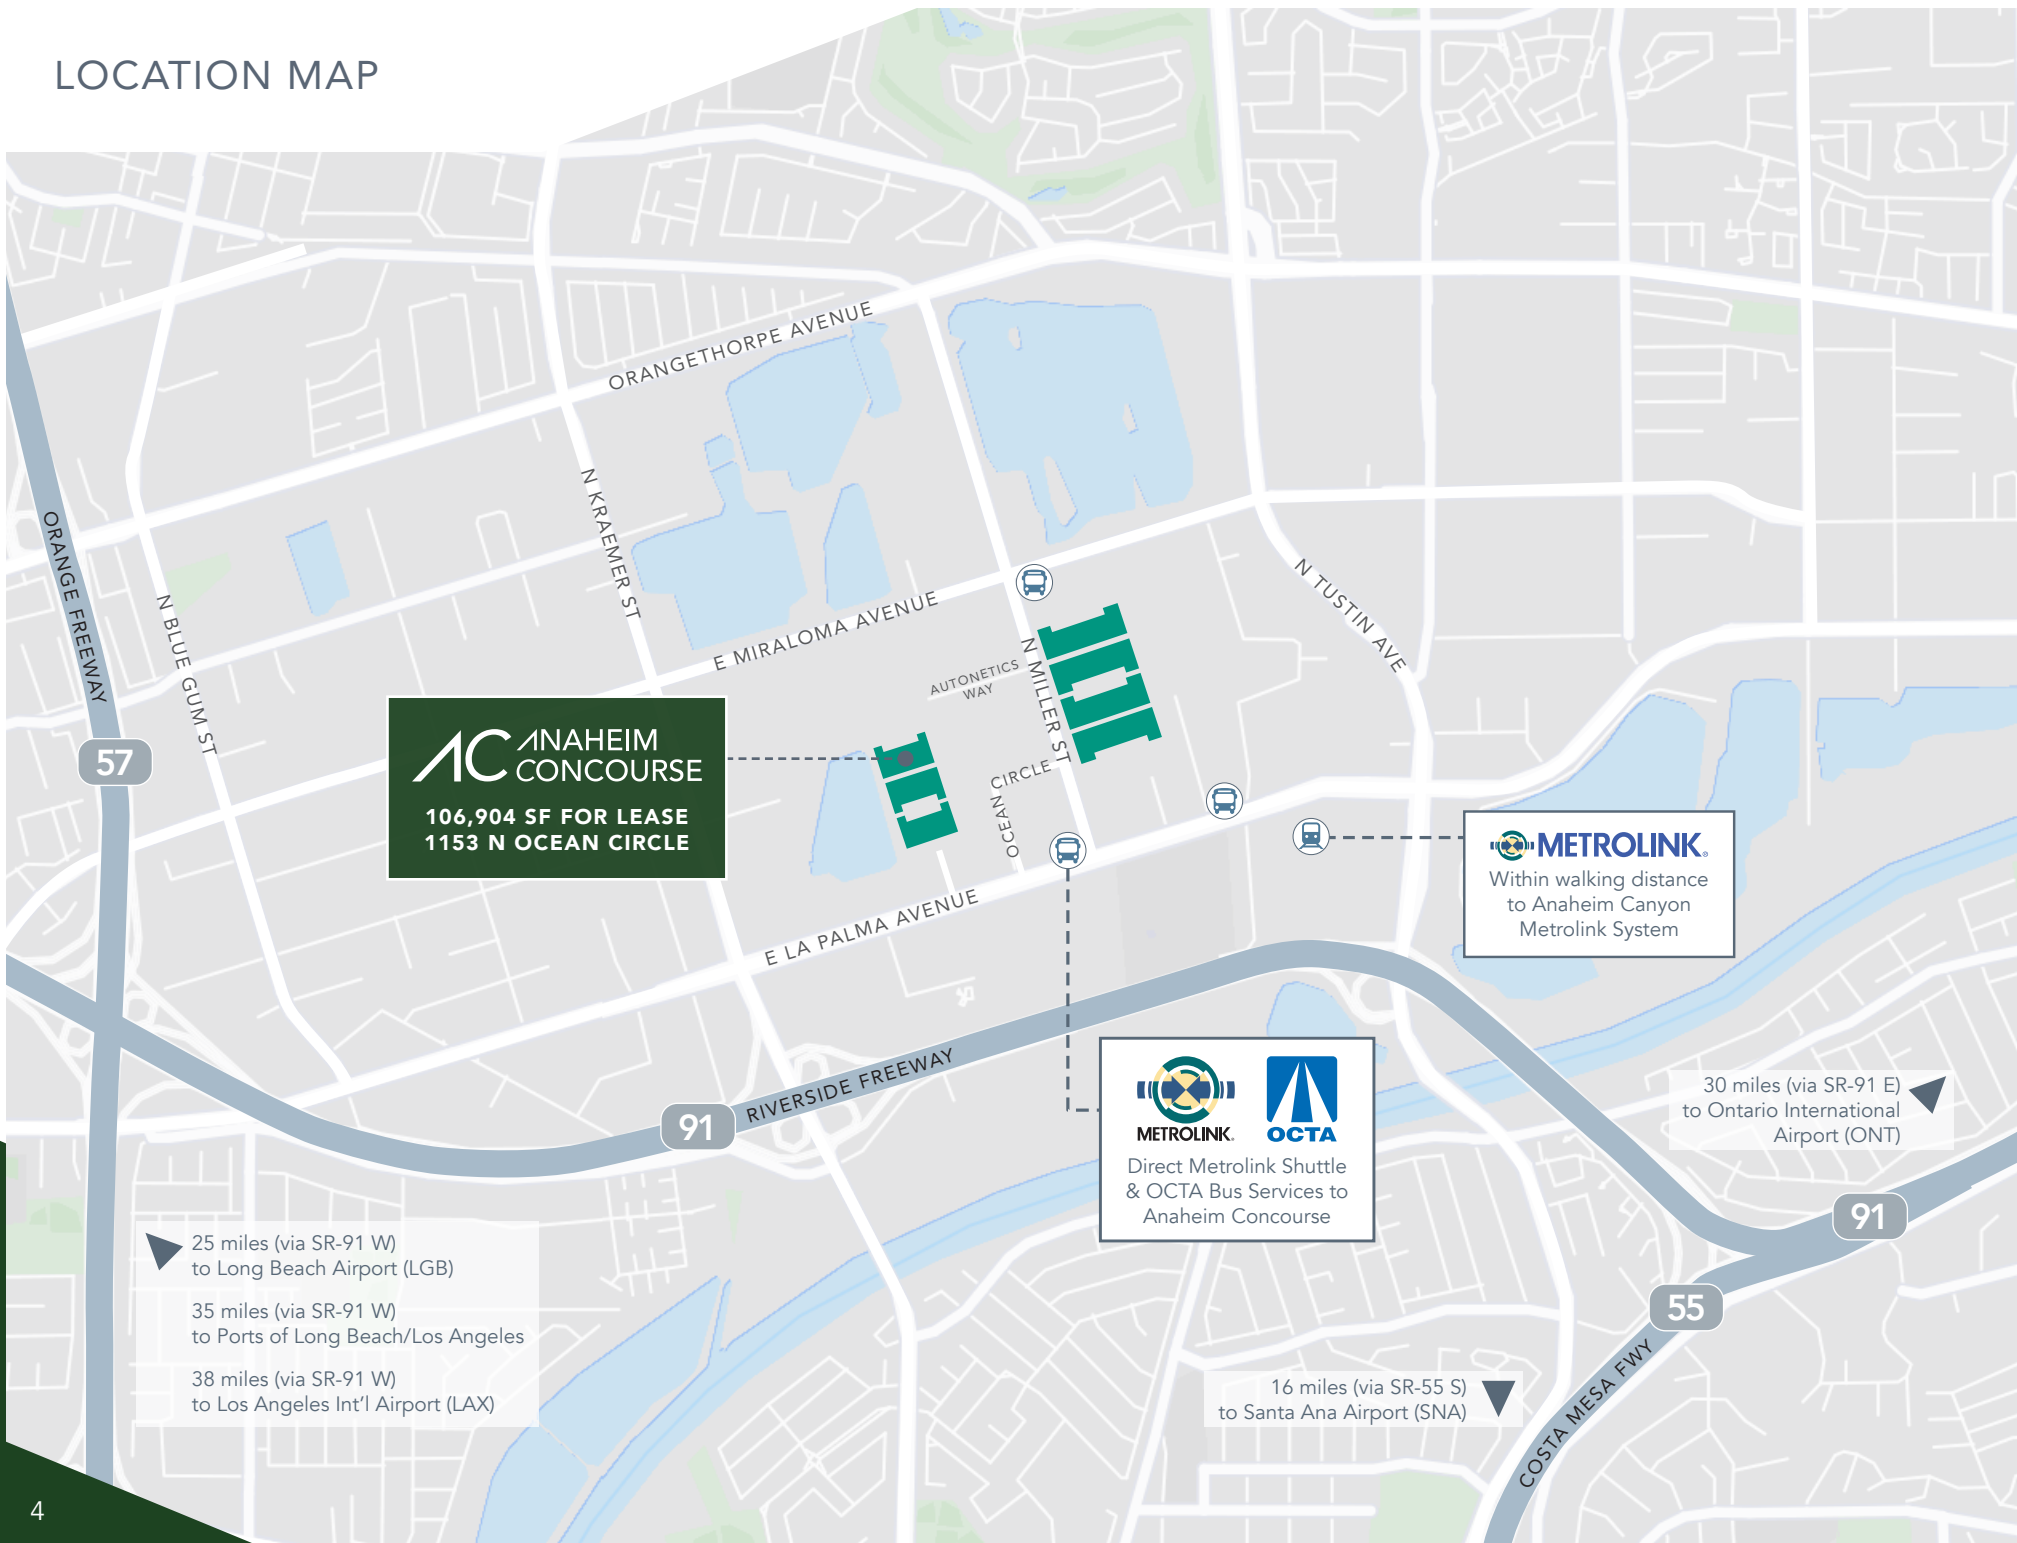 LOCATION MAP
ORANGETHORPE AVENUE
N KRAEMER ST
ORANGE FREEWAY
N BLUE GUM ST
E MIRALOMA AVENUE
N TUSTIN AVE
AUTONETICS
WAY
N MILLER ST
57
AC ANAHEIM
CONCOURSE
106,904 SF FOR LEASE
1153 N OCEAN CIRCLE
OCEAN CIRCLE
METROLINK
Within walking distance
to Anaheim Canyon
Metrolink System
E LA PALMA AVENUE
RIVERSIDE FREEWAY
91
METROLINK
OCTA
Direct Metrolink Shuttle
& OCTA Bus Services to
Anaheim Concourse
30 miles (via SR-91 E)
to Ontario International
Airport (ONT)
91
25 miles (via SR-91 W)
to Long Beach Airport (LGB)
35 miles (via SR-91 W)
to Ports of Long Beach/Los Angeles
38 miles (via SR-91 W)
to Los Angeles Int'l Airport (LAX)
55
COSTA MESA FWY
16 miles (via SR-55 S)
to Santa Ana Airport (SNA)
4